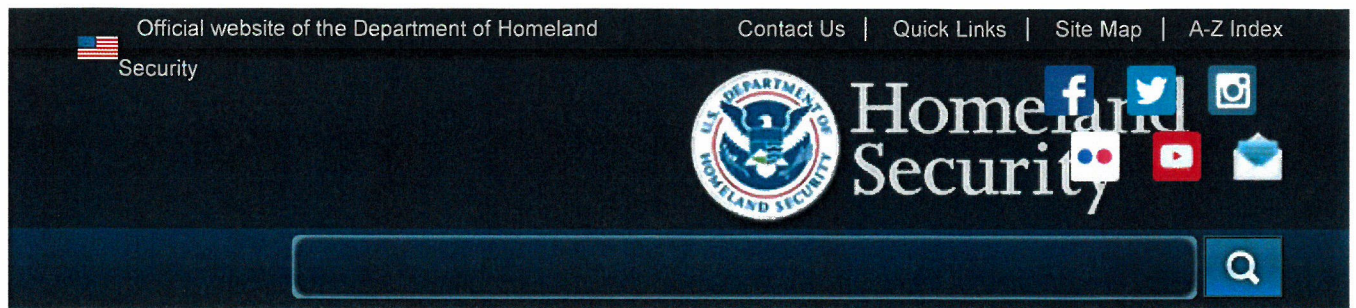 Official website of the Department of Homeland
Security
Contact Us | Quick Links | Site Map | A-Z Index
U.S. DEPARTMENT OF
HOMELAND SECURITY
Homeland
Security